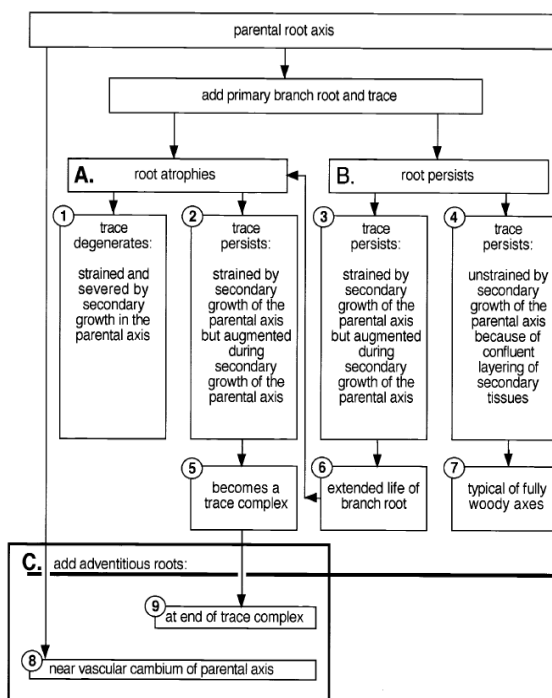 parental root axis
add primary branch root and trace
A.
root atrophies
B.
root persists
1
trace
degenerates:
strained and
severed by
secondary
growth in the
parental axis
2
trace
persists:
strained by
secondary
growth of the
parental axis
but augmented
during
secondary
growth of the
parental axis
3
trace
persists:
strained by
secondary
growth of the
parental axis
but augmented
during
secondary
growth of the
parental axis
4
trace
persists:
unstrained by
secondary
growth of the
parental axis
because of
confluent
layering of
secondary
tissues
5
becomes a
trace complex
6
extended life of
branch root
7
typical of fully
woody axes
C. add adventitious roots:
9
at end of trace complex
8
near vascular cambium of parental axis